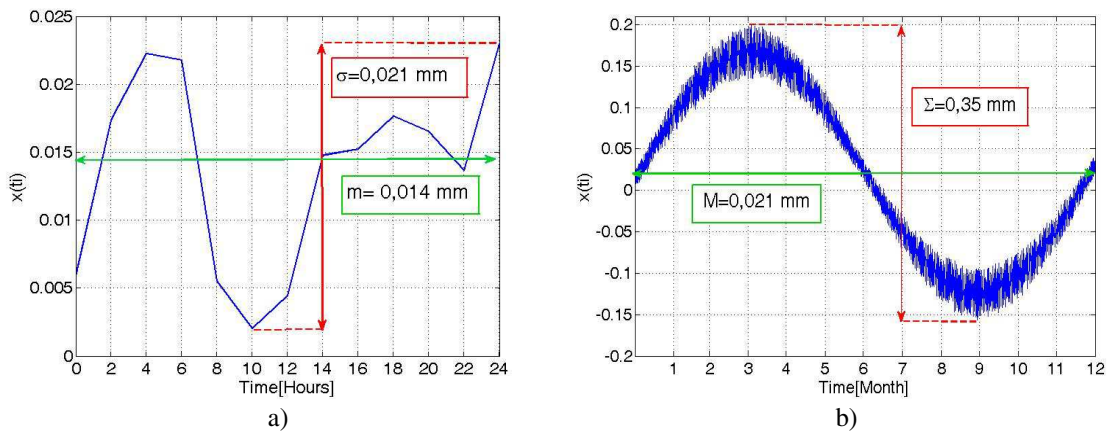 0.025
0.02
0.015
0.01
0.005
0
x(ti)
σ=0,021 mm
m= 0,014 mm
0 2 4 6 8 10 12 14 16 18 20 22 24
Time[Hours]
a)
0.2
0.15
0.1
0.05
0
-0.05
-0.1
-0.15
-0.2
x(ti)
Σ=0,35 mm
M=0,021 mm
1 2 3 4 5 6 7 8 9 10 11 12
Time[Month]
b)